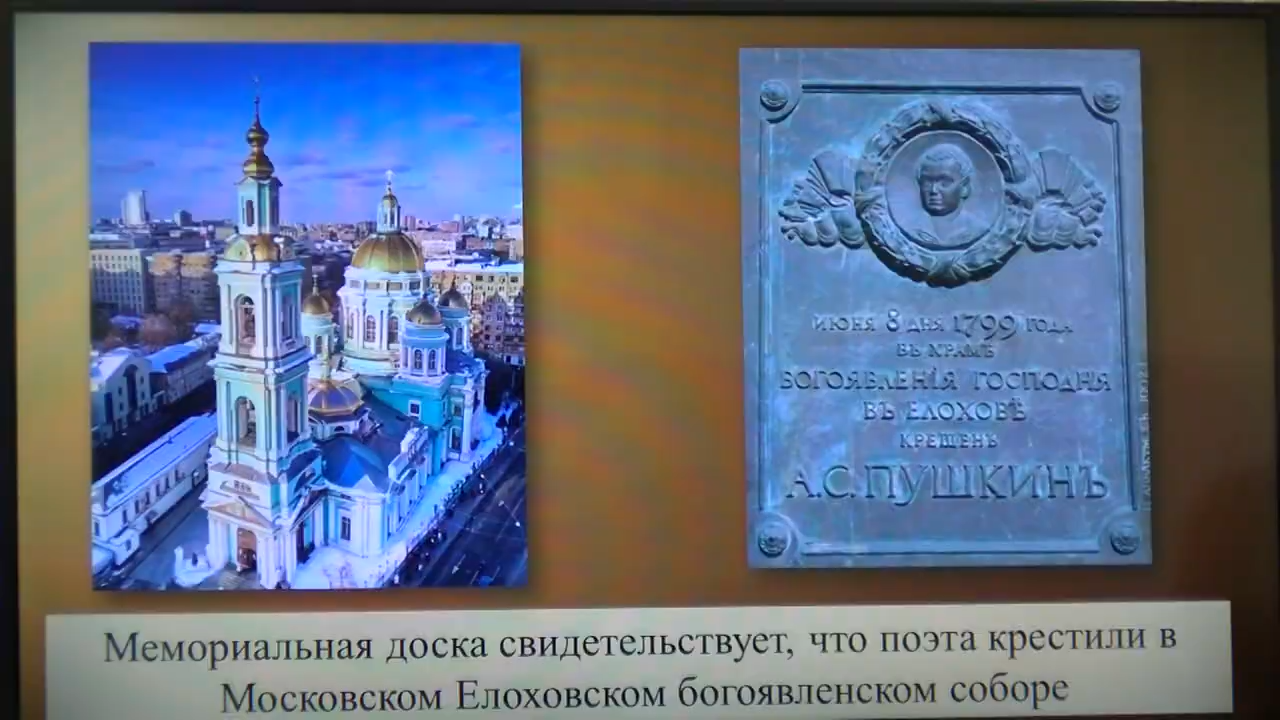 ИЮНЯ 8 ДНЯ 1799 ГОДА
ВЪ ХРАМѢ
БОГОЯВЛЕНІЯ ГОСПОДНЯ
ВЪ ЕЛОХОВѢ
КРЕЩЕНЪ
А.С. ПУШКИНЪ
Мемориальная доска свидетельствует, что поэта крестили в
Московском Елоховском богоявленском соборе